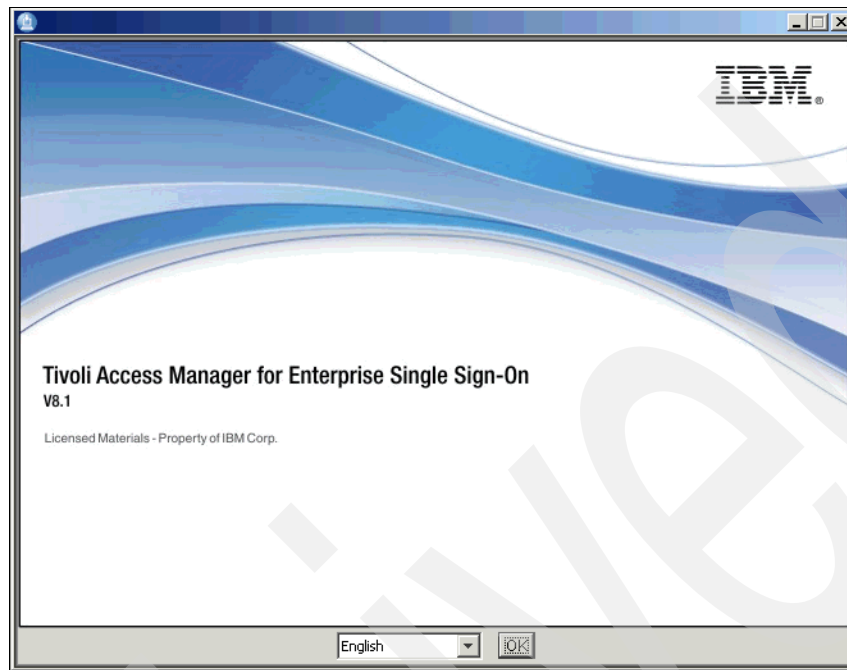 IBM®
Tivoli Access Manager for Enterprise Single Sign-On
V8.1
Licensed Materials - Property of IBM Corp.
English
OK